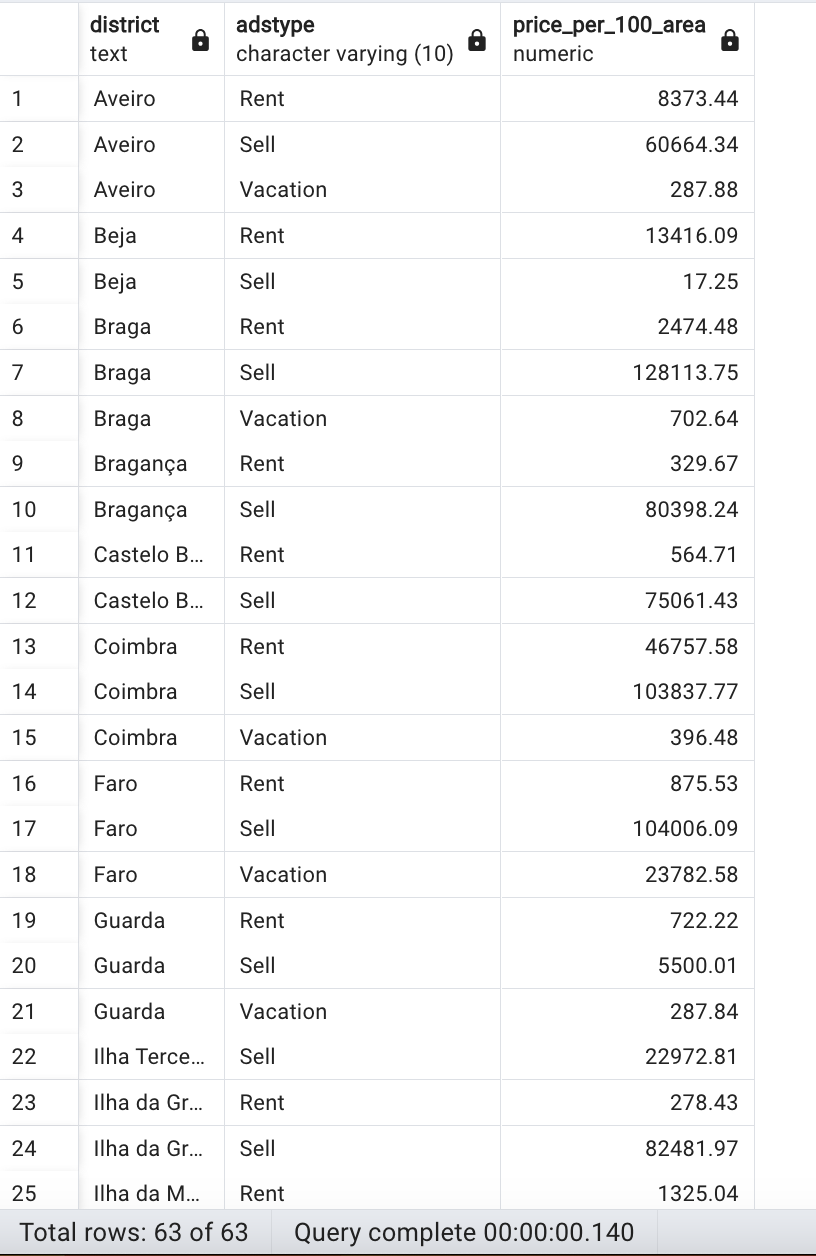 district adstype price_per_100_area
text character varying (10) numeric
1 Aveiro Rent 8373.44
2 Aveiro Sell 60664.34
3 Aveiro Vacation 287.88
4 Beja Rent 13416.09
5 Beja Sell 17.25
6 Braga Rent 2474.48
7 Braga Sell 128113.75
8 Braga Vacation 702.64
9 Bragança Rent 329.67
10 Bragança Sell 80398.24
11 Castelo B... Rent 564.71
12 Castelo B... Sell 75061.43
13 Coimbra Rent 46757.58
14 Coimbra Sell 103837.77
15 Coimbra Vacation 396.48
16 Faro Rent 875.53
17 Faro Sell 104006.09
18 Faro Vacation 23782.58
19 Guarda Rent 722.22
20 Guarda Sell 5500.01
21 Guarda Vacation 287.84
22 Ilha Terce... Sell 22972.81
23 Ilha da Gr... Rent 278.43
24 Ilha da Gr... Sell 82481.97
25 Ilha da M... Rent 1325.04
Total rows: 63 of 63 Query complete 00:00:00.140